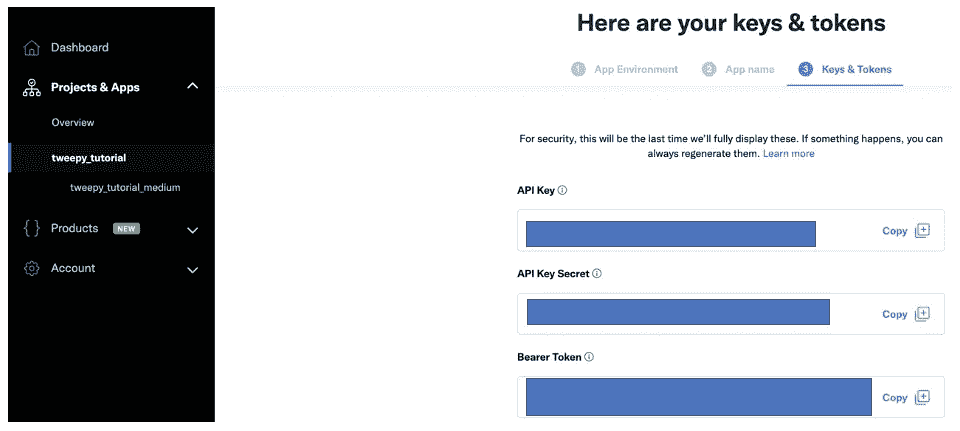 Here are your keys & tokens
Dashboard
Projects & Apps
Overview
tweepy_tutorial
tweepy_tutorial_medium
Products NEW
Account
1 App Environment 2 App name 3 Keys & Tokens
For security, this will be the last time we'll fully display these. If something happens, you can
always regenerate them. Learn more
API Key
Copy
API Key Secret
Copy
Bearer Token
Copy